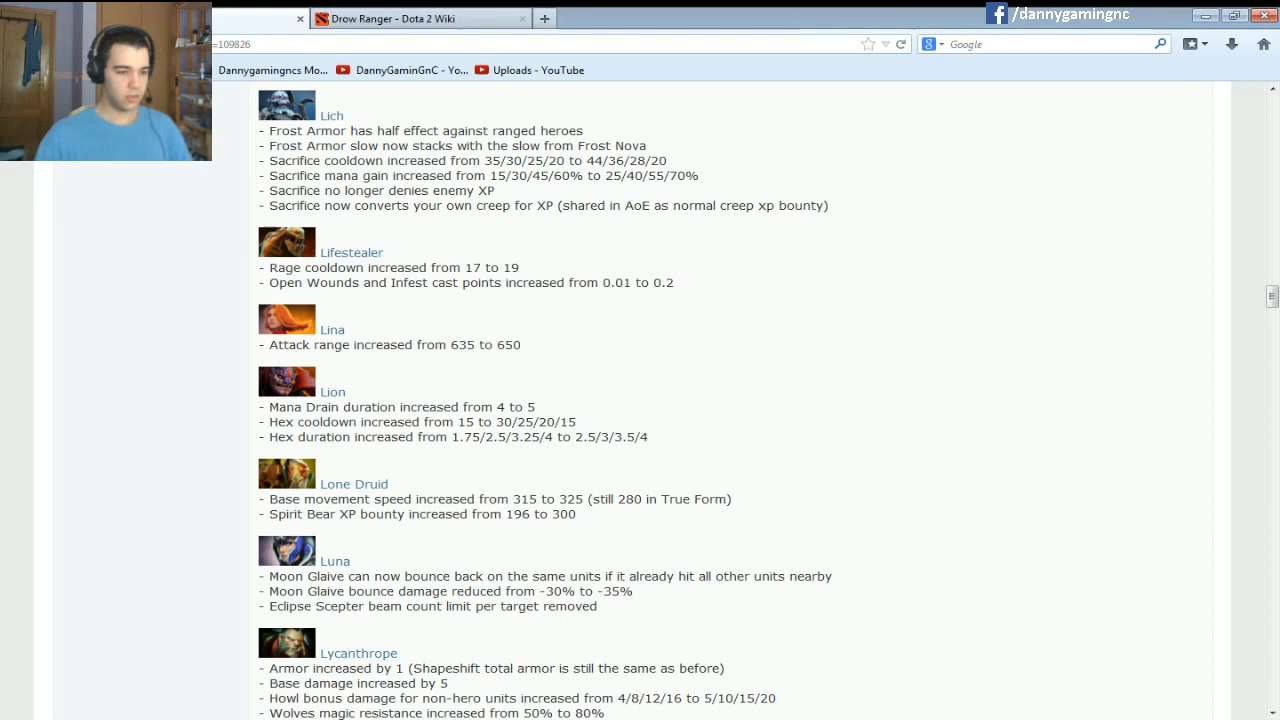 Drow Ranger - Dota 2 Wiki
/dannygamingnc
=109826
Google
Dannygamingncs Mo...
DannyGaminGnC - Yo...
Uploads - YouTube
Lich
- Frost Armor has half effect against ranged heroes
- Frost Armor slow now stacks with the slow from Frost Nova
- Sacrifice cooldown increased from 35/30/25/20 to 44/36/28/20
- Sacrifice mana gain increased from 15/30/45/60% to 25/40/55/70%
- Sacrifice no longer denies enemy XP
- Sacrifice now converts your own creep for XP (shared in AoE as normal creep xp bounty)
Lifestealer
- Rage cooldown increased from 17 to 19
- Open Wounds and Infest cast points increased from 0.01 to 0.2
Lina
- Attack range increased from 635 to 650
Lion
- Mana Drain duration increased from 4 to 5
- Hex cooldown increased from 15 to 30/25/20/15
- Hex duration increased from 1.75/2.5/3.25/4 to 2.5/3/3.5/4
Lone Druid
- Base movement speed increased from 315 to 325 (still 280 in True Form)
- Spirit Bear XP bounty increased from 196 to 300
Luna
- Moon Glaive can now bounce back on the same units if it already hit all other units nearby
- Moon Glaive bounce damage reduced from -30% to -35%
- Eclipse Scepter beam count limit per target removed
Lycanthrope
- Armor increased by 1 (Shapeshift total armor is still the same as before)
- Base damage increased by 5
- Howl bonus damage for non-hero units increased from 4/8/12/16 to 5/10/15/20
- Wolves magic resistance increased from 50% to 80%